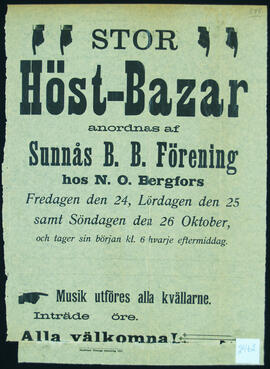 STOR
Höst-Bazar
anordnas af
Sunnås B. B. Förening
hos N. O. Bergfors
Fredagen den 24, Lördagen den 25
samt Söndagen den 26 Oktober,
och tager sin början kl. 6 hvarje eftermiddag.
Musik utföres alla kvällarne.
Inträde öre.
Alla välkomna!